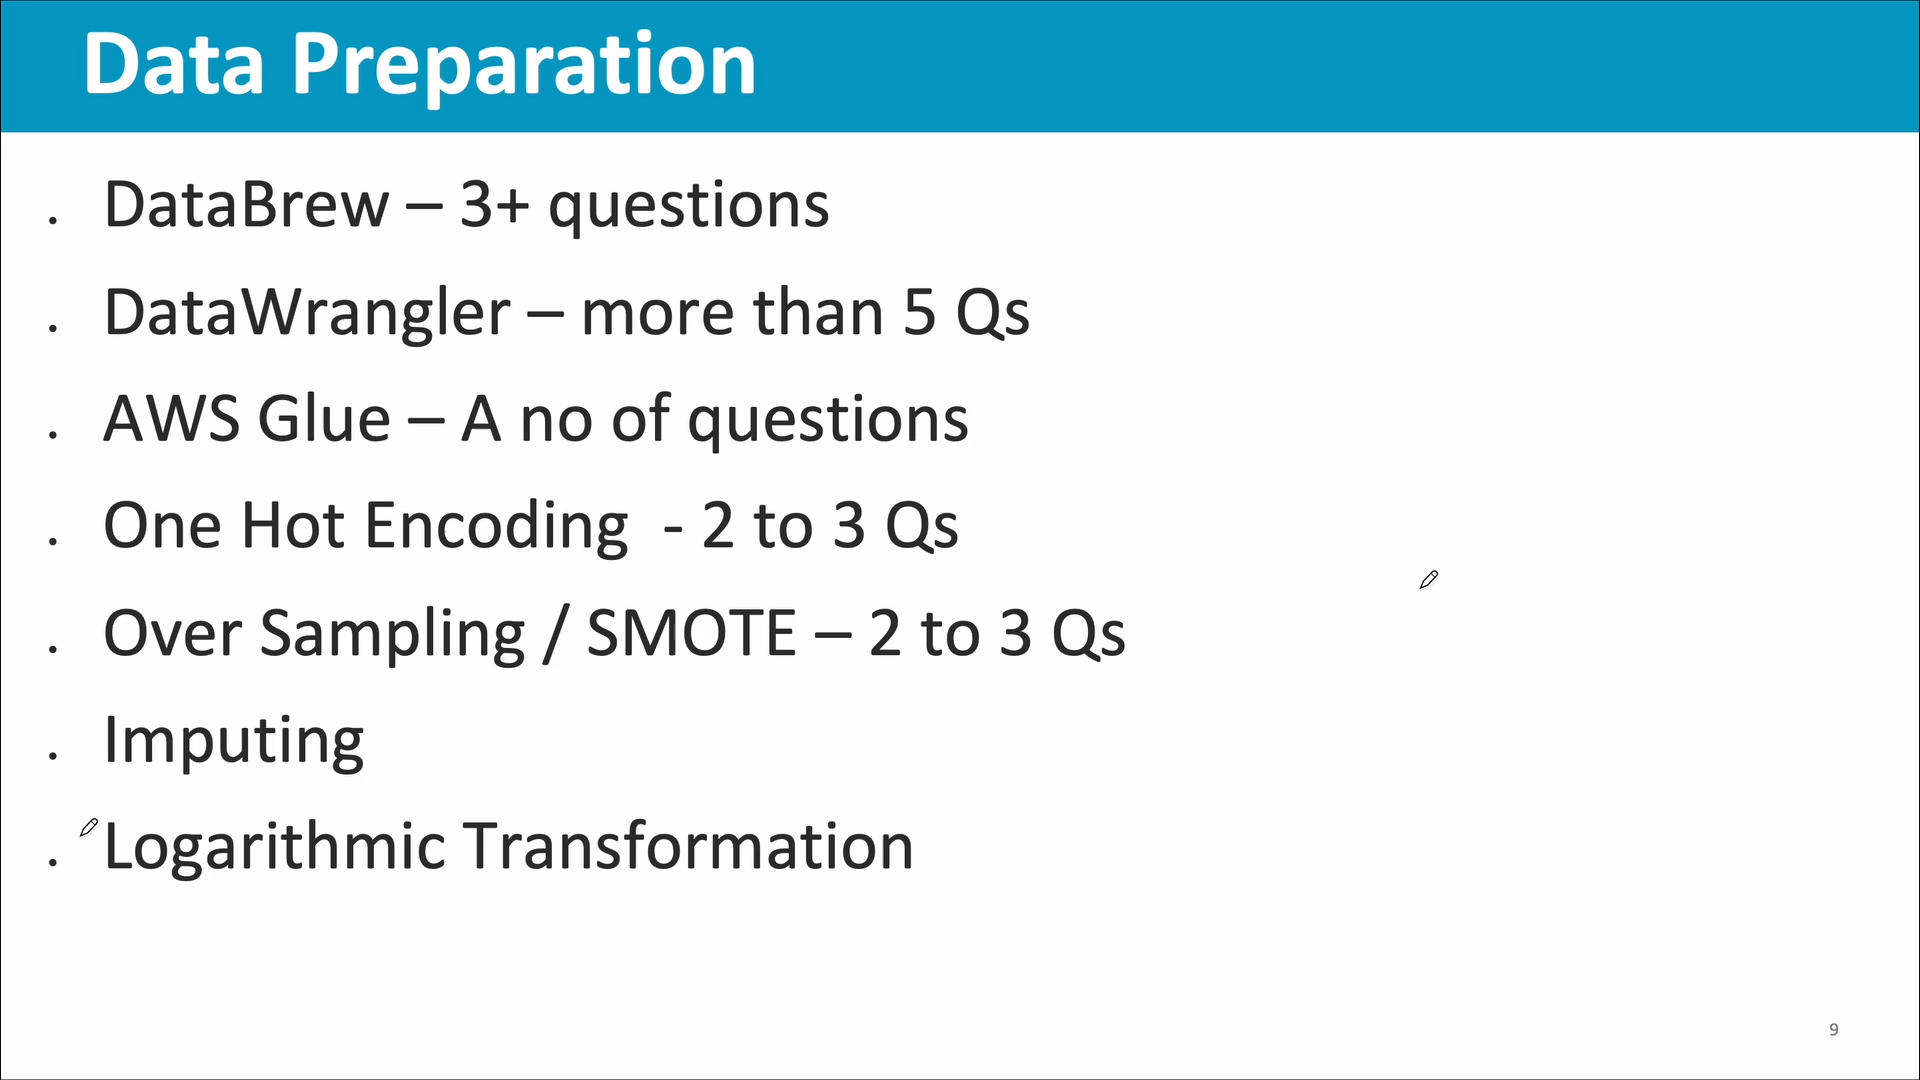 Data Preparation
. DataBrew – 3+ questions
. DataWrangler – more than 5 Qs
. AWS Glue – A no of questions
. One Hot Encoding  - 2 to 3 Qs
. Over Sampling / SMOTE – 2 to 3 Qs
. Imputing
. Logarithmic Transformation
9